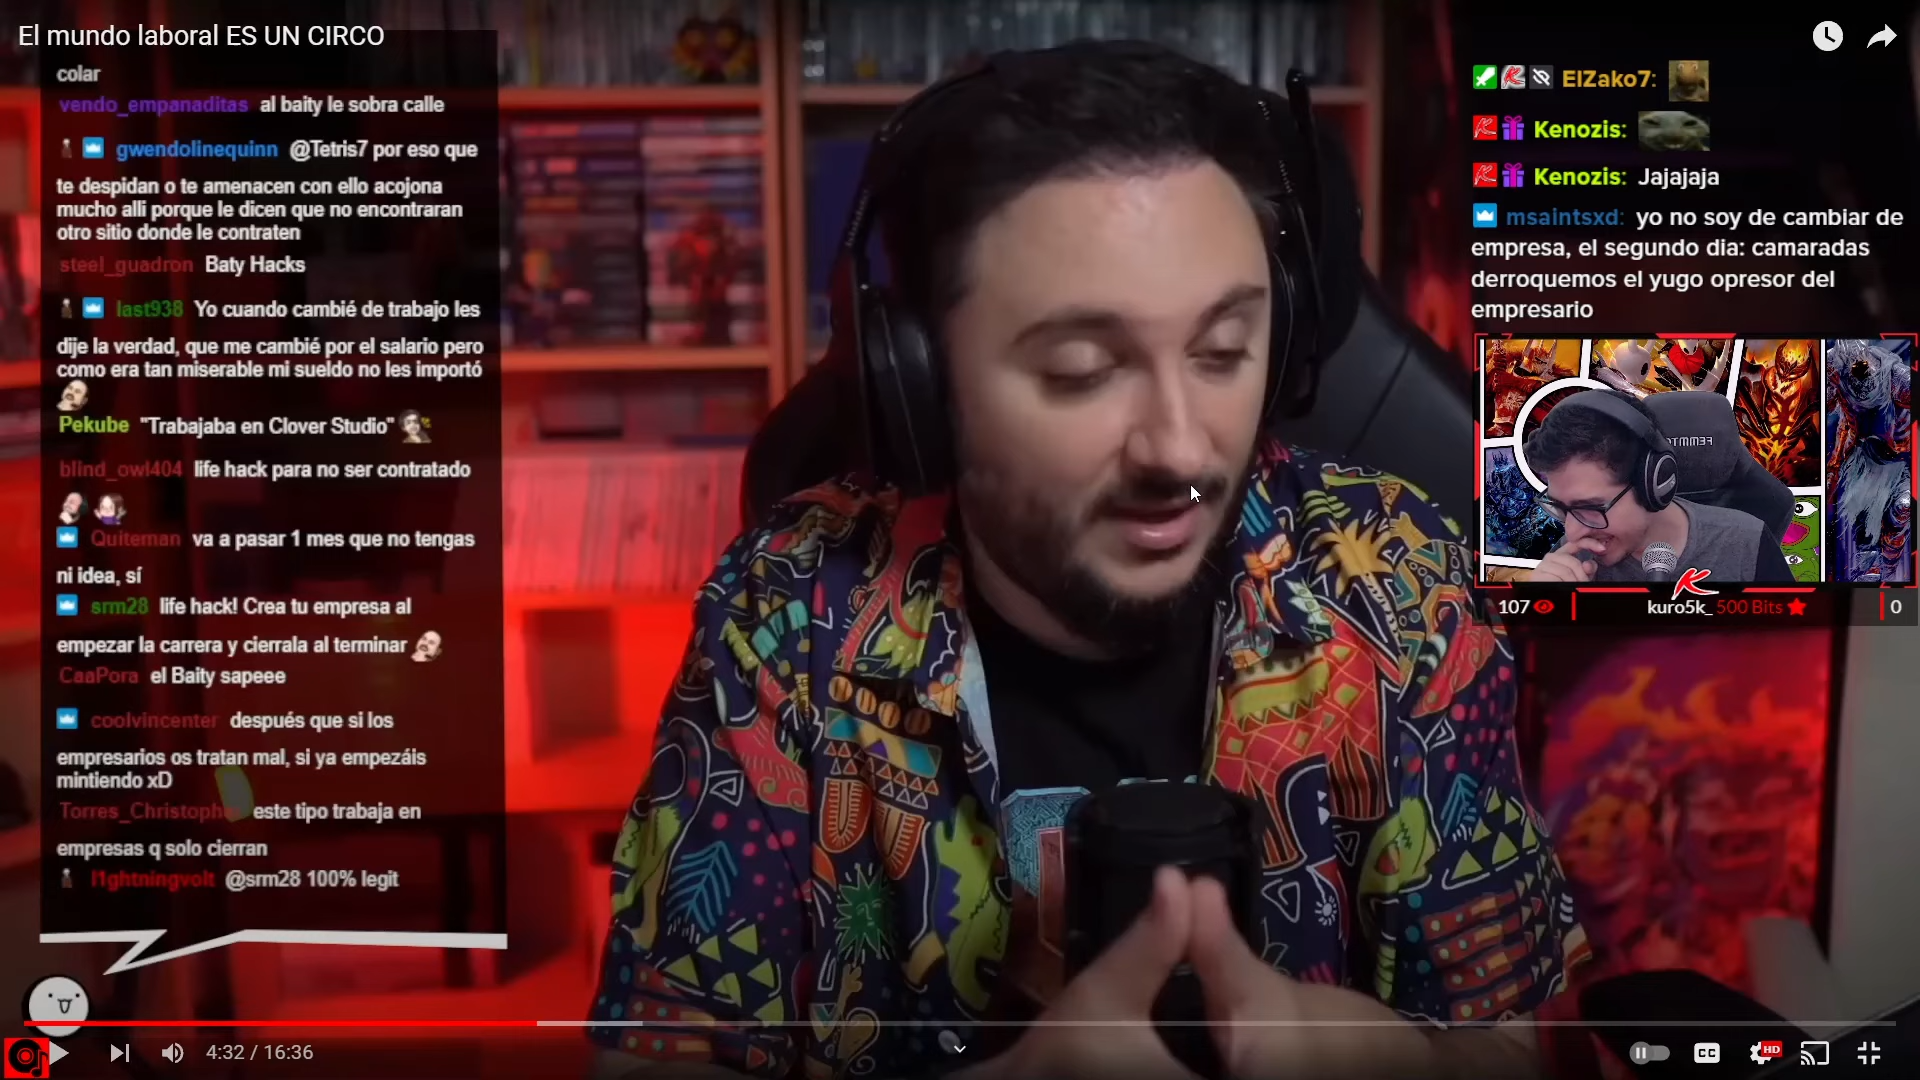 El mundo laboral ES UN CIRCO
colar
vendo_empanaditas al baity le sobra calle
gwendolinequinn @Tetris7 por eso que
te despidan o te amenacen con ello acojona
mucho alli porque le dicen que no encontraran
otro sitio donde le contraten
steel_guadron Baty Hacks
last938 Yo cuando cambié de trabajo les
dije la verdad, que me cambié por el salario pero
como era tan miserable mi sueldo no les importó
Pekube "Trabajaba en Clover Studio"
blind_owl404 life hack para no ser contratado
Quiteman va a pasar 1 mes que no tengas
ni idea, sí
srm28 life hack! Crea tu empresa al
empezar la carrera y cierrala al terminar
CaaPora el Baity sapeee
coolvincenter después que si los
empresarios os tratan mal, si ya empezáis
mintiendo xD
Torres_Christoph este tipo trabaja en
empresas q solo cierran
l1ghtningvolt @srm28 100% legit
ElZako7:
Kenozis:
Kenozis: Jajajaja
msaintsxd: yo no soy de cambiar de
empresa, el segundo dia: camaradas
derroquemos el yugo opresor del
empresario
107
kuro5k_ 500 Bits
0
4:32 / 16:36
CC
HD